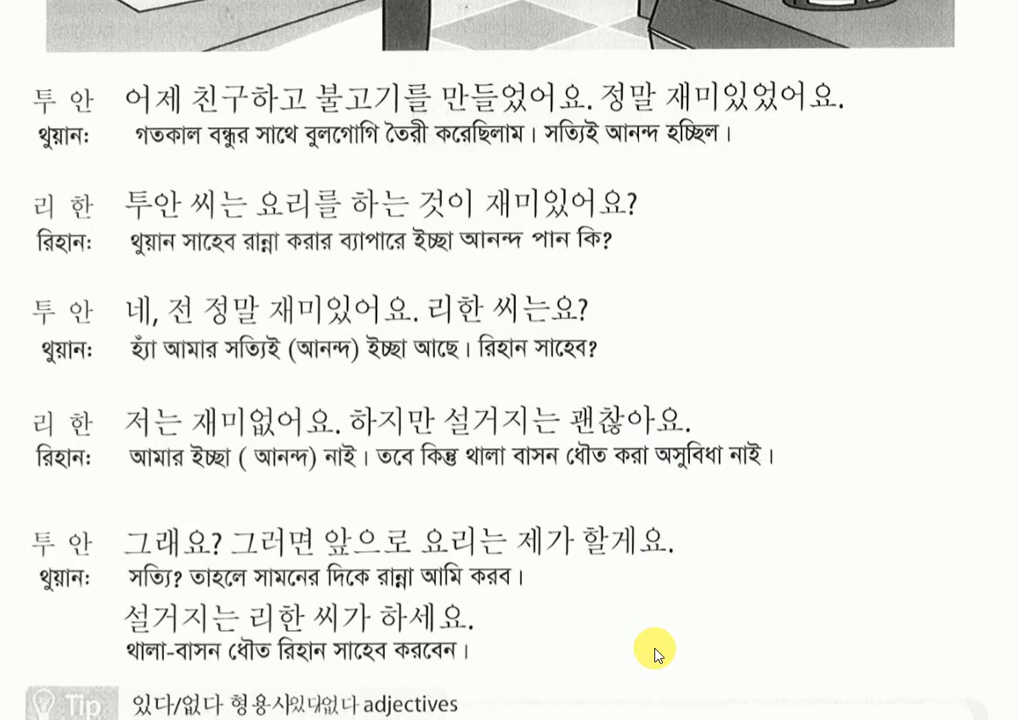 투 안 어제 친구하고 불고기를 만들었어요. 정말 재미있었어요.
থুয়ান: গতকাল বন্ধুর সাথে বুলগোগি তৈরী করেছিলাম। সত্যিই আনন্দ হচ্ছিল।
리 한 투안 씨는 요리를 하는 것이 재미있어요?
রিহান: থুয়ান সাহেব রান্না করার ব্যাপারে ইচ্ছা আনন্দ পান কি?
투 안 네, 전 정말 재미있어요. 리한 씨는요?
থুয়ান: হ্যাঁ আমার সত্যিই (আনন্দ) ইচ্ছা আছে। রিহান সাহেব?
리 한 저는 재미없어요. 하지만 설거지는 괜찮아요.
রিহান: আমার ইচ্ছা ( আনন্দ) নাই। তবে কিন্তু থালা বাসন ধৌত করা অসুবিধা নাই।
투 안 그래요? 그러면 앞으로 요리는 제가 할게요.
থুয়ান: সত্যি? তাহলে সামনের দিকে রান্না আমি করব।
설거지는 리한 씨가 하세요.
থালা-বাসন ধৌত রিহান সাহেব করবেন।
Tip 있다/없다 형용사있다없다 adjectives